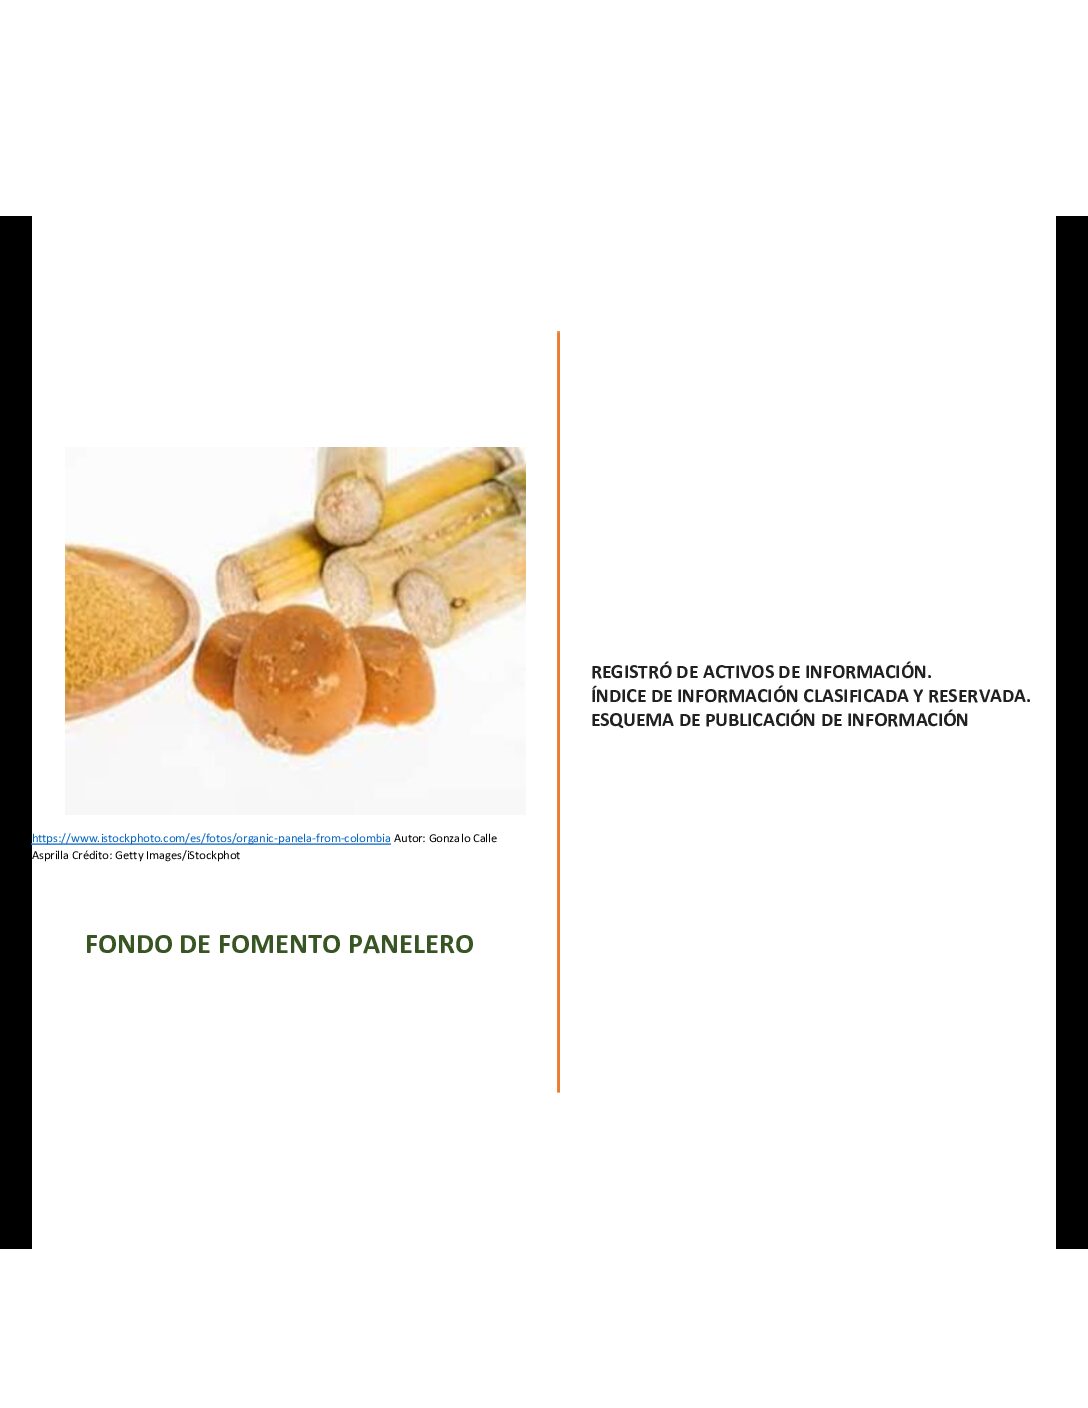 https://www.istockphoto.com/es/fotos/organic-panela-from-colombia Autor: Gonzalo Calle
Asprilla Crédito: Getty Images/iStockphot
FONDO DE FOMENTO PANELERO
REGISTRÓ DE ACTIVOS DE INFORMACIÓN.
ÍNDICE DE INFORMACIÓN CLASIFICADA Y RESERVADA.
ESQUEMA DE PUBLICACIÓN DE INFORMACIÓN